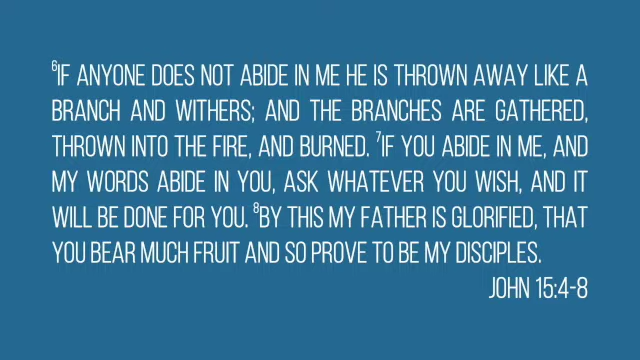 ⁶IF ANYONE DOES NOT ABIDE IN ME HE IS THROWN AWAY LIKE A
BRANCH AND WITHERS; AND THE BRANCHES ARE GATHERED,
THROWN INTO THE FIRE, AND BURNED. ⁷IF YOU ABIDE IN ME, AND
MY WORDS ABIDE IN YOU, ASK WHATEVER YOU WISH, AND IT
WILL BE DONE FOR YOU. ⁸BY THIS MY FATHER IS GLORIFIED, THAT
YOU BEAR MUCH FRUIT AND SO PROVE TO BE MY DISCIPLES.
JOHN 15:4-8